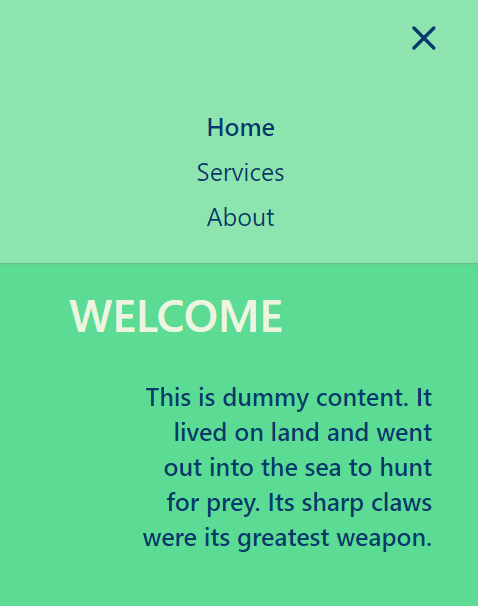 Home
Services
About
WELCOME
This is dummy content. It
lived on land and went
out into the sea to hunt
for prey. Its sharp claws
were its greatest weapon.